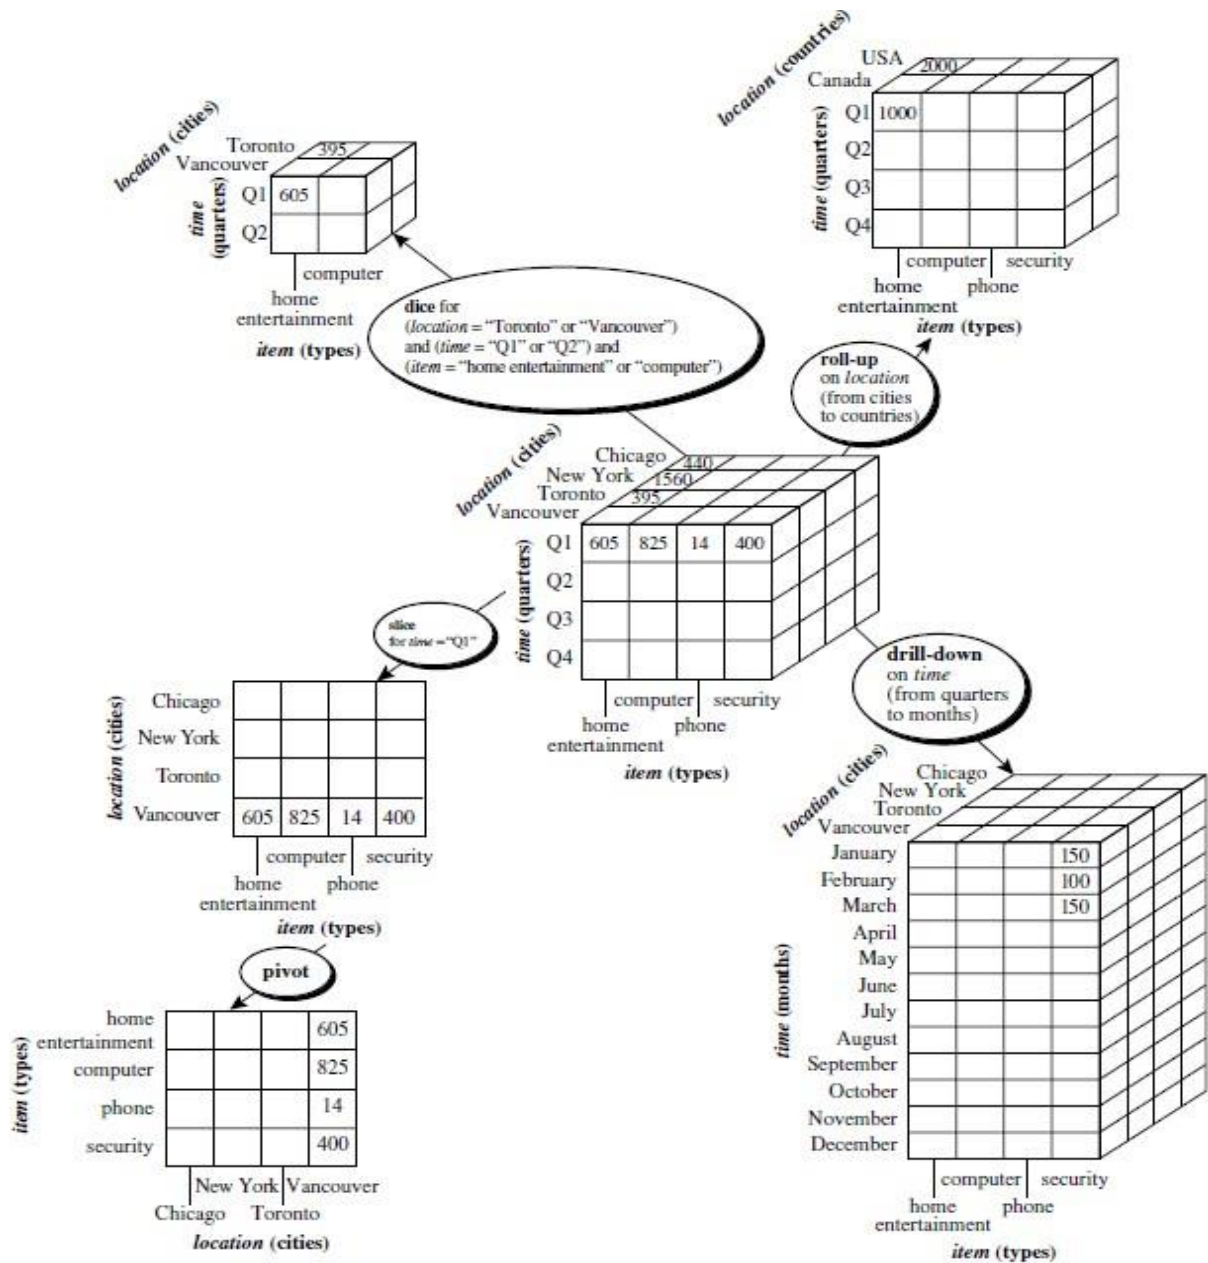 location (countries)
USA
Canada
2000
time (quarters)
Q1 1000
Q2
Q3
Q4
computer security
home phone
entertainment
item (types)
location (cities)
Toronto
Vancouver
395
time
(quarters)
Q1 605
Q2
computer
home
entertainment
item (types)
dice for
(location = “Toronto” or “Vancouver”)
and (time = “Q1” or “Q2”) and
(item = “home entertainment” or “computer”)
roll-up
on location
(from cities
to countries)
location (cities)
Chicago 440
New York 1560
Toronto 395
Vancouver
time (quarters)
Q1 605 825 14 400
Q2
Q3
Q4
computer security
home phone
entertainment
item (types)
slice
for time =“Q1”
drill-down
on time
(from quarters
to months)
location (cities)
Chicago
New York
Toronto
Vancouver 605 825 14 400
computer security
home phone
entertainment
item (types)
pivot
item (types)
home
entertainment 605
computer 825
phone 14
security 400
New York Vancouver
Chicago Toronto
location (cities)
location (cities)
Chicago
New York
Toronto
Vancouver
time (months)
January 150
February 100
March 150
April
May
June
July
August
September
October
November
December
computer security
home phone
entertainment
item (types)